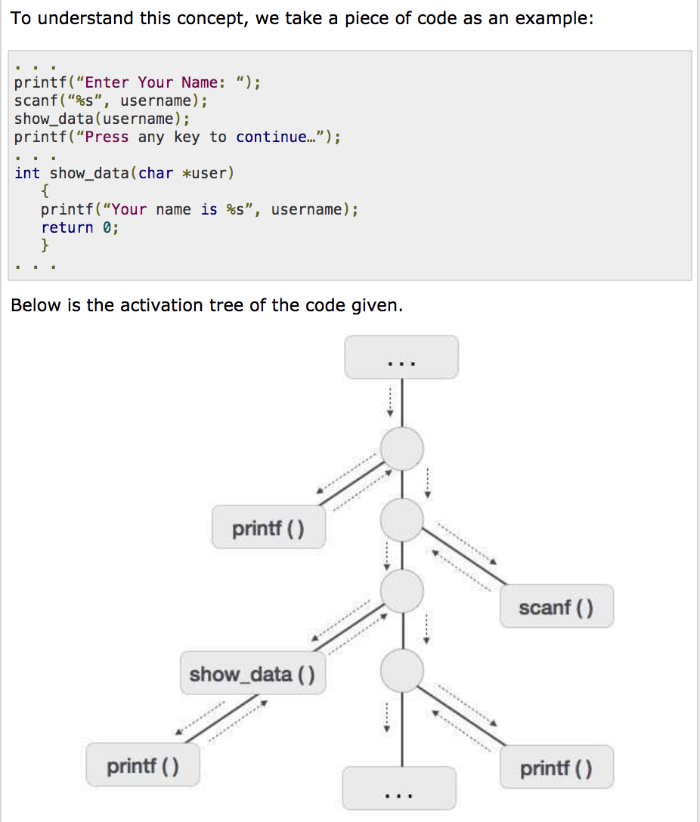 To understand this concept, we take a piece of code as an example:
. . .
printf(“Enter Your Name: “);
scanf(“%s”, username);
show_data(username);
printf(“Press any key to continue…”);
. . .
int show_data(char *user)
{
printf(“Your name is %s”, username);
return 0;
}
. . .
Below is the activation tree of the code given.
...
printf ()
scanf ()
show_data ()
printf ()
printf ()
...